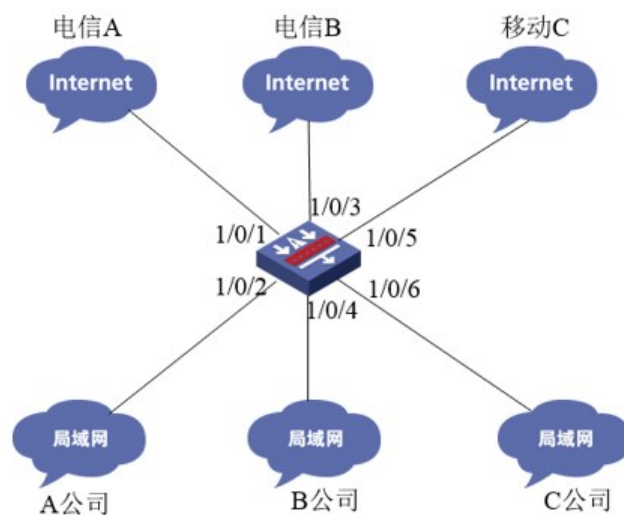 电信A
电信B
移动C
Internet
Internet
Internet
1/0/3
1/0/1
1/0/5
A
1/0/2
1/0/6
1/0/4
局域网
局域网
局域网
A公司
B公司
C公司